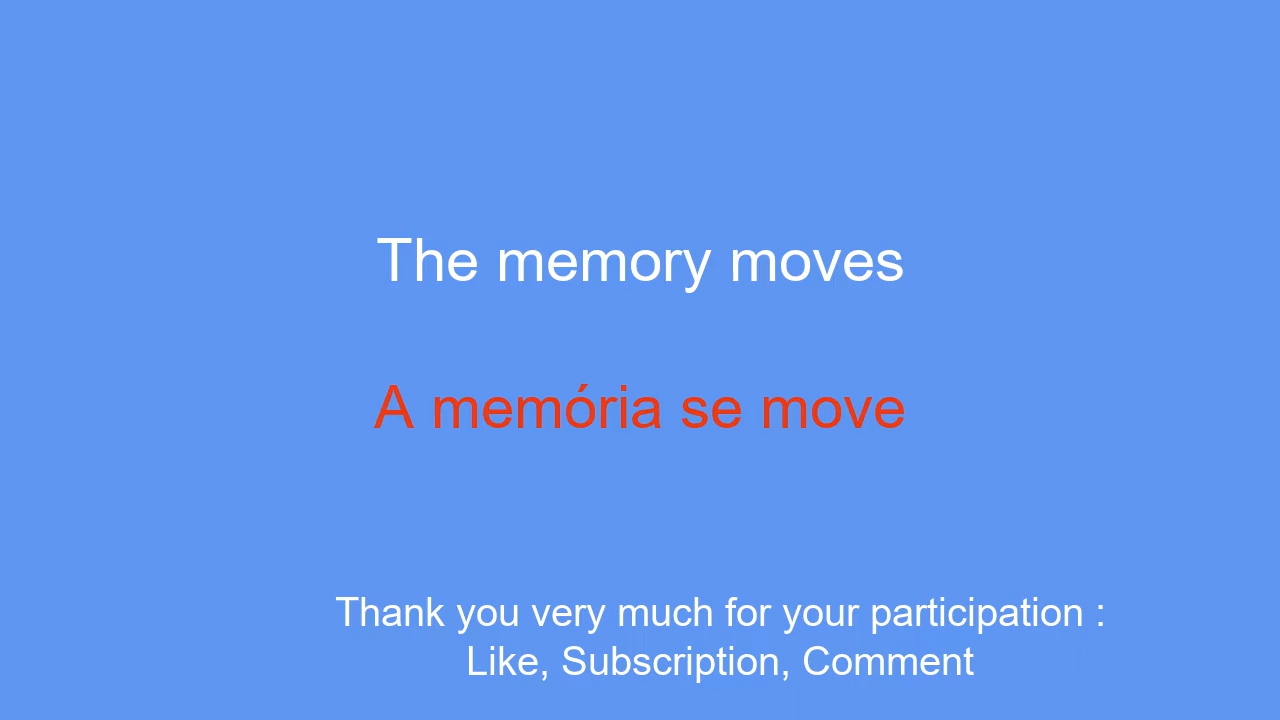 The memory moves
A memória se move
Thank you very much for your participation :
Like, Subscription, Comment